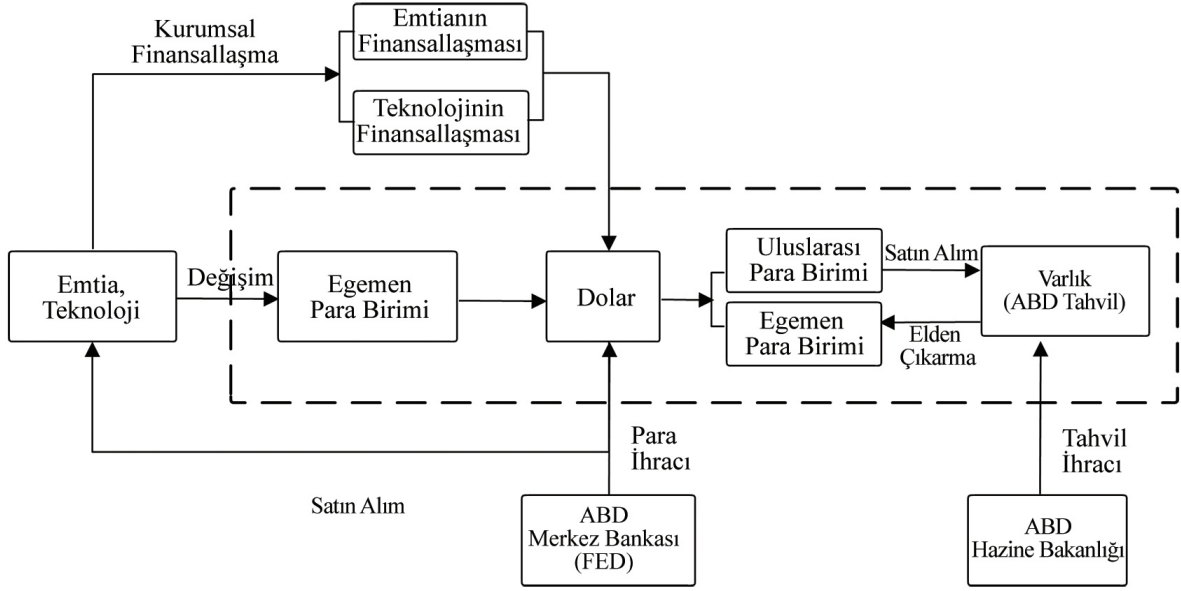 Kurumsal
Finansallaşma
Emtianın
Finansallaşması
Teknolojinin
Finansallaşması
Emtia,
Teknoloji
Değişim
Egemen
Para Birimi
Dolar
Uluslarası
Para Birimi
Satın Alım
Egemen
Para Birimi
Elden
Çıkarma
Varlık
(ABD Tahvil)
Para
İhracı
Tahvil
İhracı
Satın Alım
ABD
Merkez Bankası
(FED)
ABD
Hazine Bakanlığı